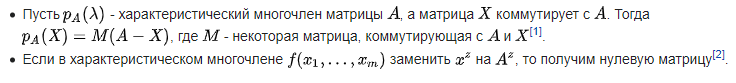 • Пусть p_A(λ) - характеристический многочлен матрицы A, а матрица X коммутирует с A. Тогда
p_A(X) = M(A − X), где M - некоторая матрица, коммутирующая с A и X[1].
• Если в характеристическом многочлене f(x_1, . . . , x_m) заменить x^z на A^z, то получим нулевую матрицу[2].